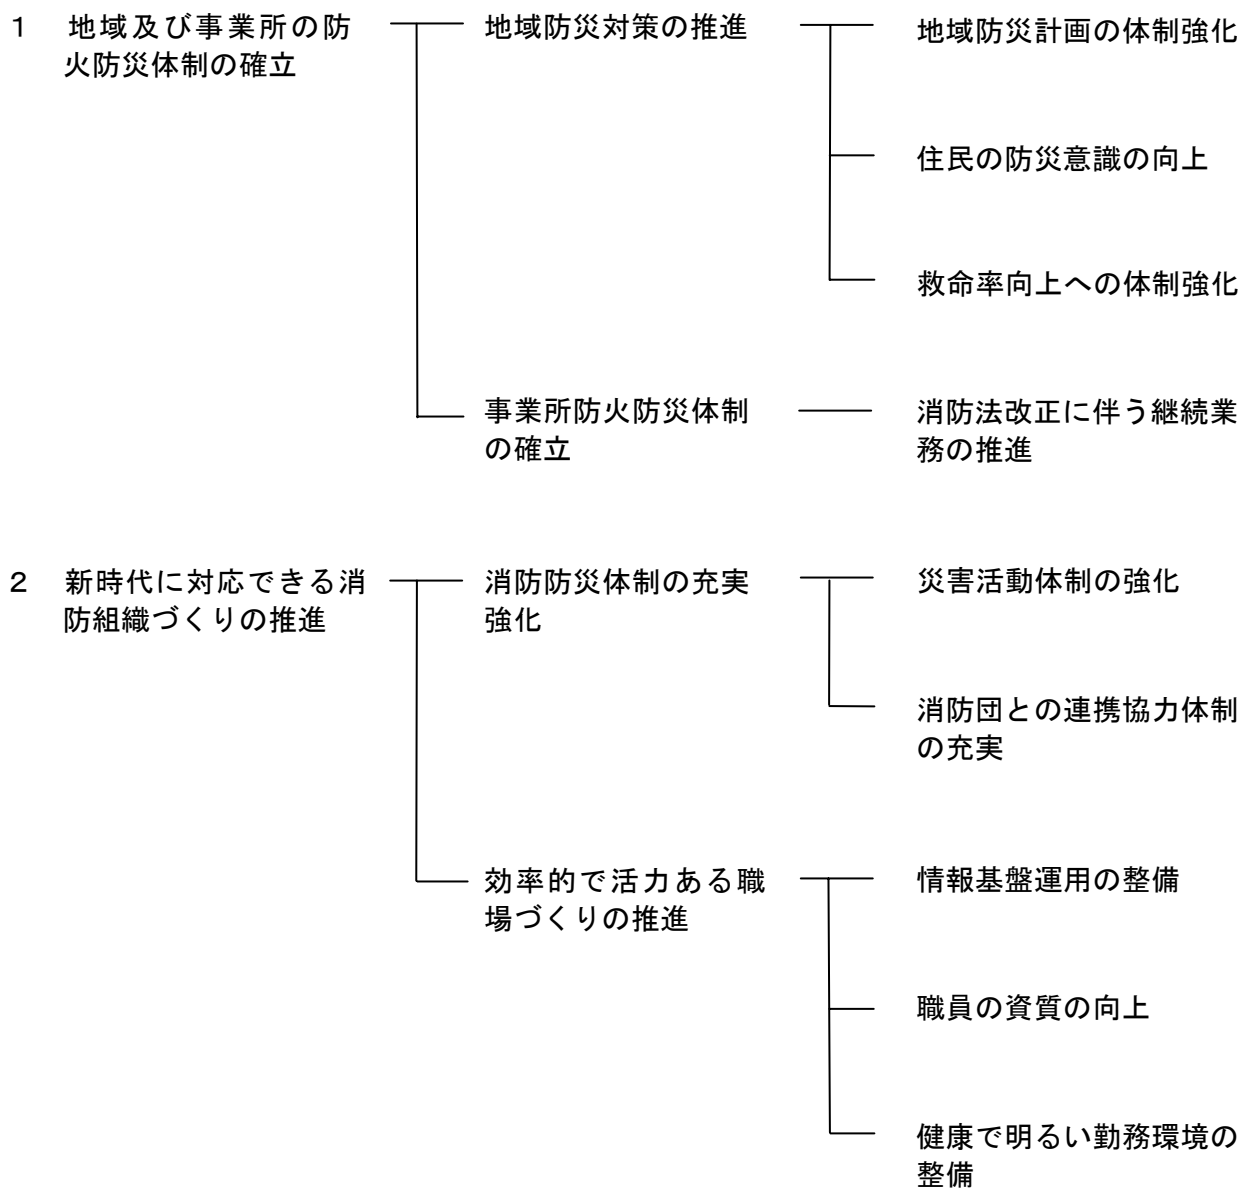 1 地域及び事業所の防
火防災体制の確立
地域防災対策の推進
地域防災計画の体制強化
住民の防災意識の向上
救命率向上への体制強化
事業所防火防災体制
の確立
消防法改正に伴う継続業
務の推進
2 新時代に対応できる消
防組織づくりの推進
消防防災体制の充実
強化
災害活動体制の強化
消防団との連携協力体制
の充実
効率的で活力ある職
場づくりの推進
情報基盤運用の整備
職員の資質の向上
健康で明るい勤務環境の
整備